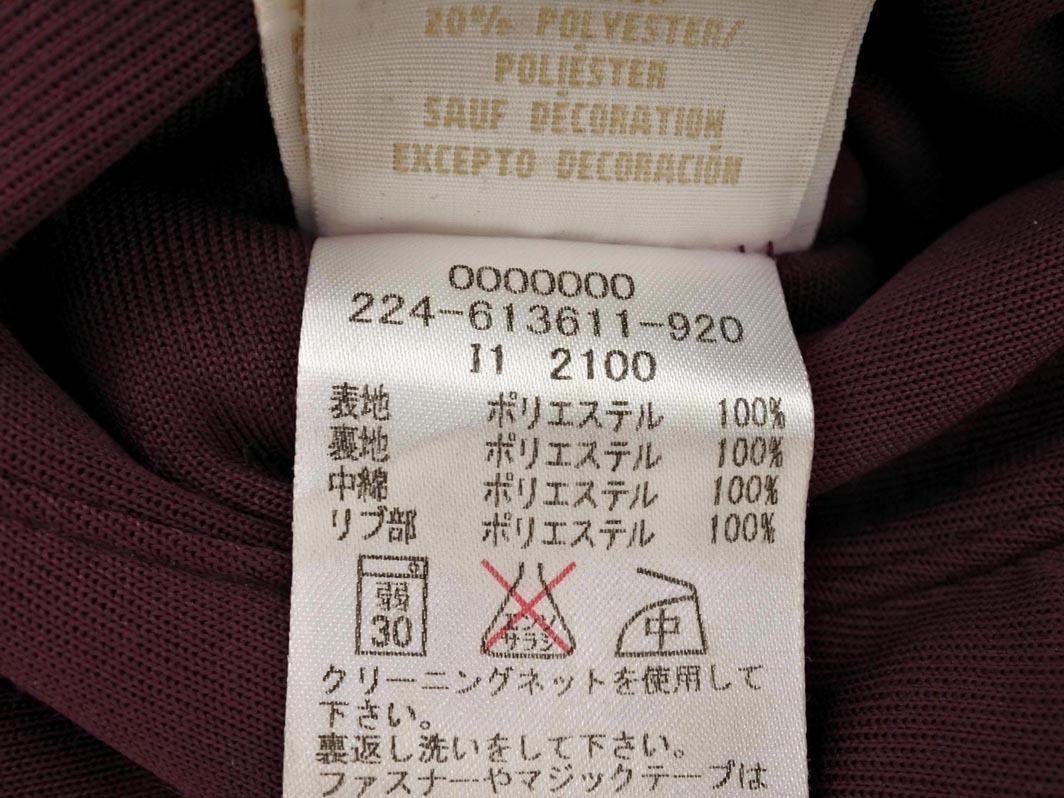 20% POLYESTER/
POLIÉSTER
SAUF DÉCORATION
EXCEPTO DECORACIÓN
0000000
224-613611-920
I1 2100
表地 ポリエステル 100%
裏地 ポリエステル 100%
中綿 ポリエステル 100%
リブ部 ポリエステル 100%
弱
30
エンソ
サラシ
中
クリーニングネットを使用して
下さい。
裏返し洗いをして下さい。
ファスナーやマジックテープは